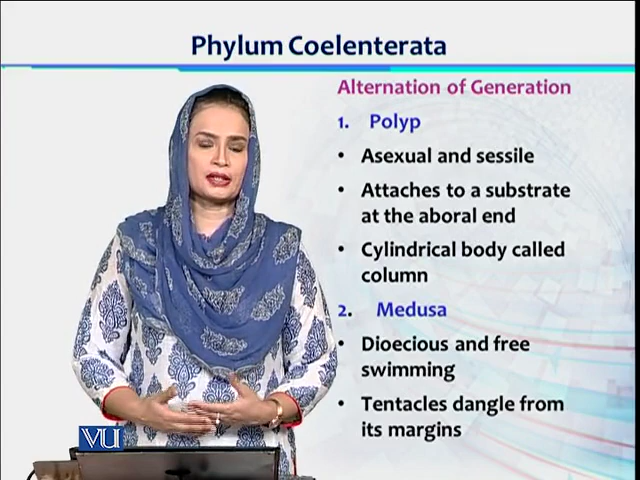 Phylum Coelenterata
Alternation of Generation
1. Polyp
• Asexual and sessile
• Attaches to a substrate
at the aboral end
• Cylindrical body called
column
2. Medusa
• Dioecious and free
swimming
• Tentacles dangle from
its margins
VU